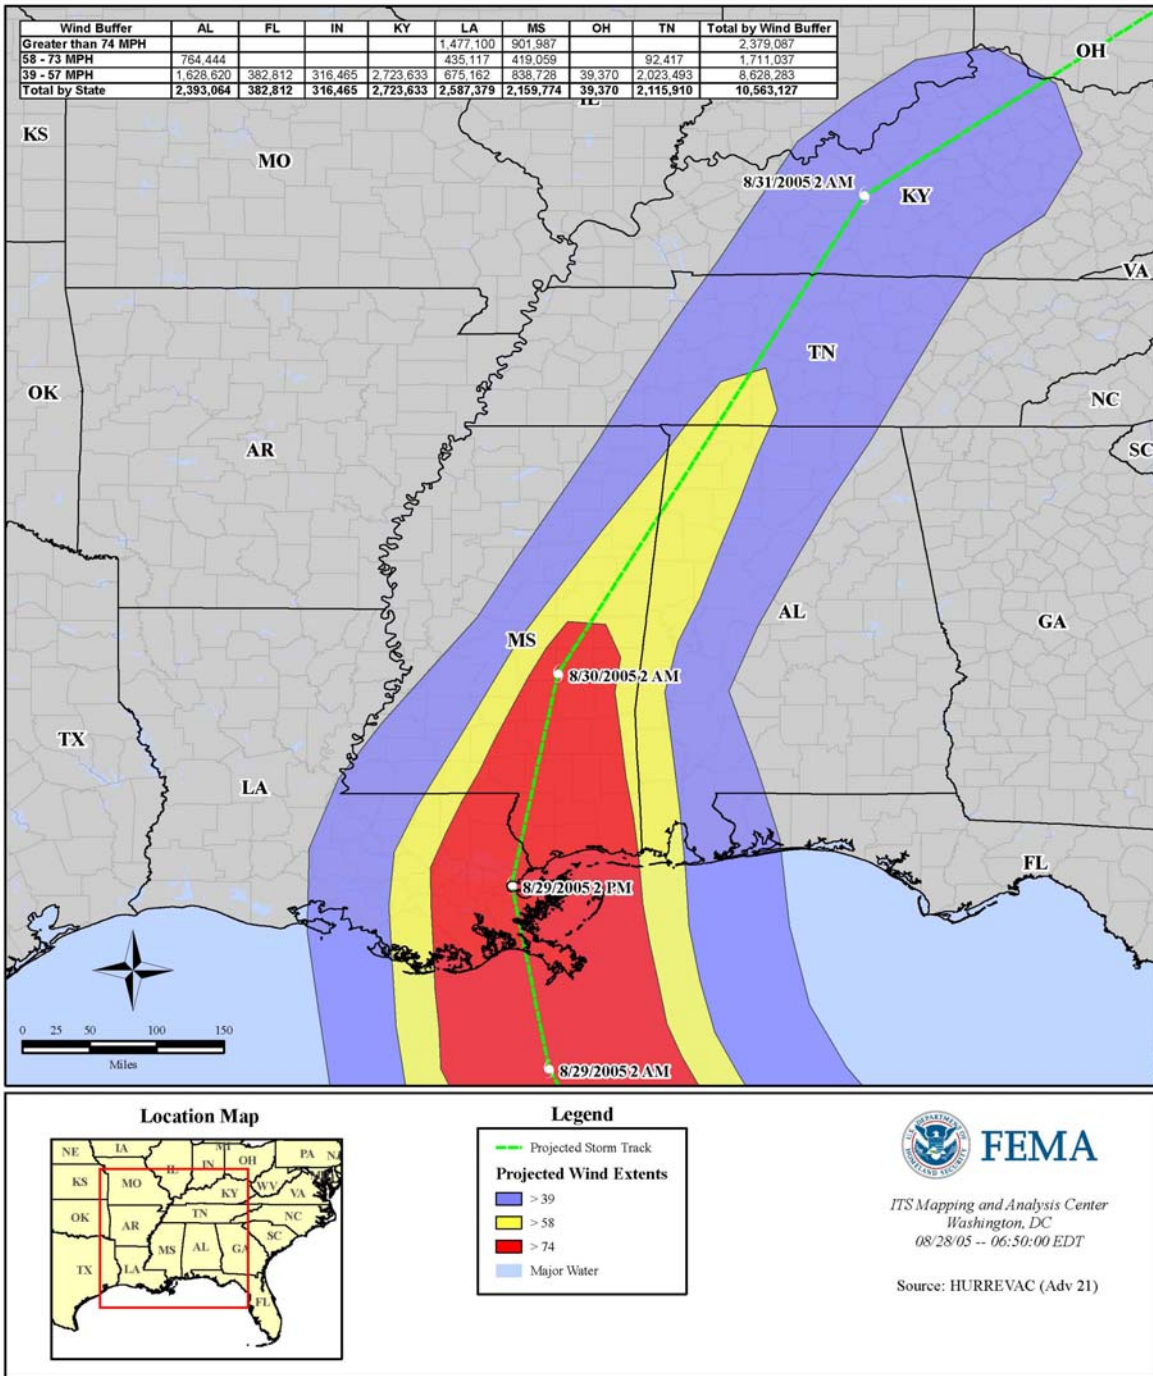 Wind Buffer AL FL IN KY LA MS OH TN Total by Wind Buffer
Greater than 74 MPH 1,477,100 901,987 2,379,087
58 - 73 MPH 764,444 435,117 419,059 92,417 1,711,037
39 - 57 MPH 1,628,620 382,812 316,465 2,723,633 675,162 838,728 39,370 2,023,493 8,628,283
Total by State 2,393,064 382,812 316,465 2,723,633 2,587,379 2,159,774 39,370 2,115,910 10,563,127
OH
IL
KS
MO
8/31/2005 2 AM
KY
VA
TN
OK
NC
AR
SC
MS
AL
GA
8/30/2005 2 AM
TX
LA
FL
8/29/2005 2 PM
0 25 50 100 150
Miles
8/29/2005 2 AM
Location Map
NE IA IL IN MI OH PA NJ
KS MO KY WV VA
OK AR TN NC
MS AL GA SC
TX LA
FL
Legend
Projected Storm Track
Projected Wind Extents
> 39
> 58
> 74
Major Water
U.S. DEPARTMENT OF HOMELAND SECURITY
FEMA
ITS Mapping and Analysis Center
Washington, DC
08/28/05 -- 06:50:00 EDT
Source: HURREVAC (Adv 21)